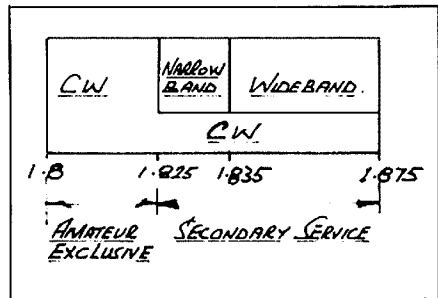 CW
NARROW
BAND
WIDEBAND.
CW
1.8 1.825 1.835 1.875
AMATEUR
EXCLUSIVE
SECONDARY SERVICE